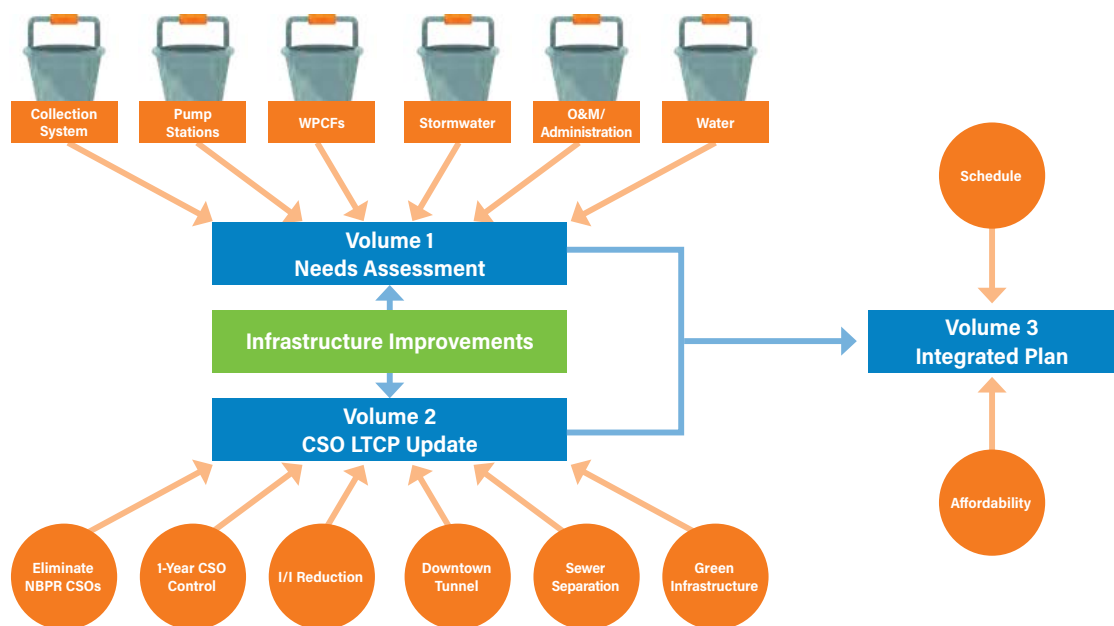 Collection
System
Pump
Stations
WPCFs
Stormwater
O&M/
Administration
Water
Schedule
Volume 1
Needs Assessment
Infrastructure Improvements
Volume 3
Integrated Plan
Volume 2
CSO LTCP Update
Affordability
Eliminate
NBPR CSOs
1-Year CSO
Control
I/I Reduction
Downtown
Tunnel
Sewer
Separation
Green
Infrastructure